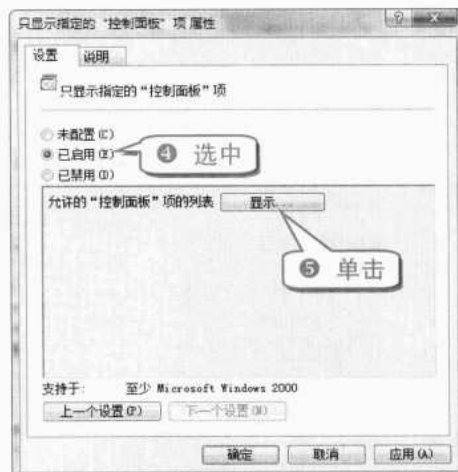 只显示指定的“控制面板”项 属性
设置 说明
只显示指定的“控制面板”项
未配置(C)
已启用(E)
❹ 选中
已禁用(D)
允许的“控制面板”项的列表 显示...
❺ 单击
支持于: 至少 Microsoft Windows 2000
上一个设置(P) 下一个设置(N)
确定 取消 应用(A)